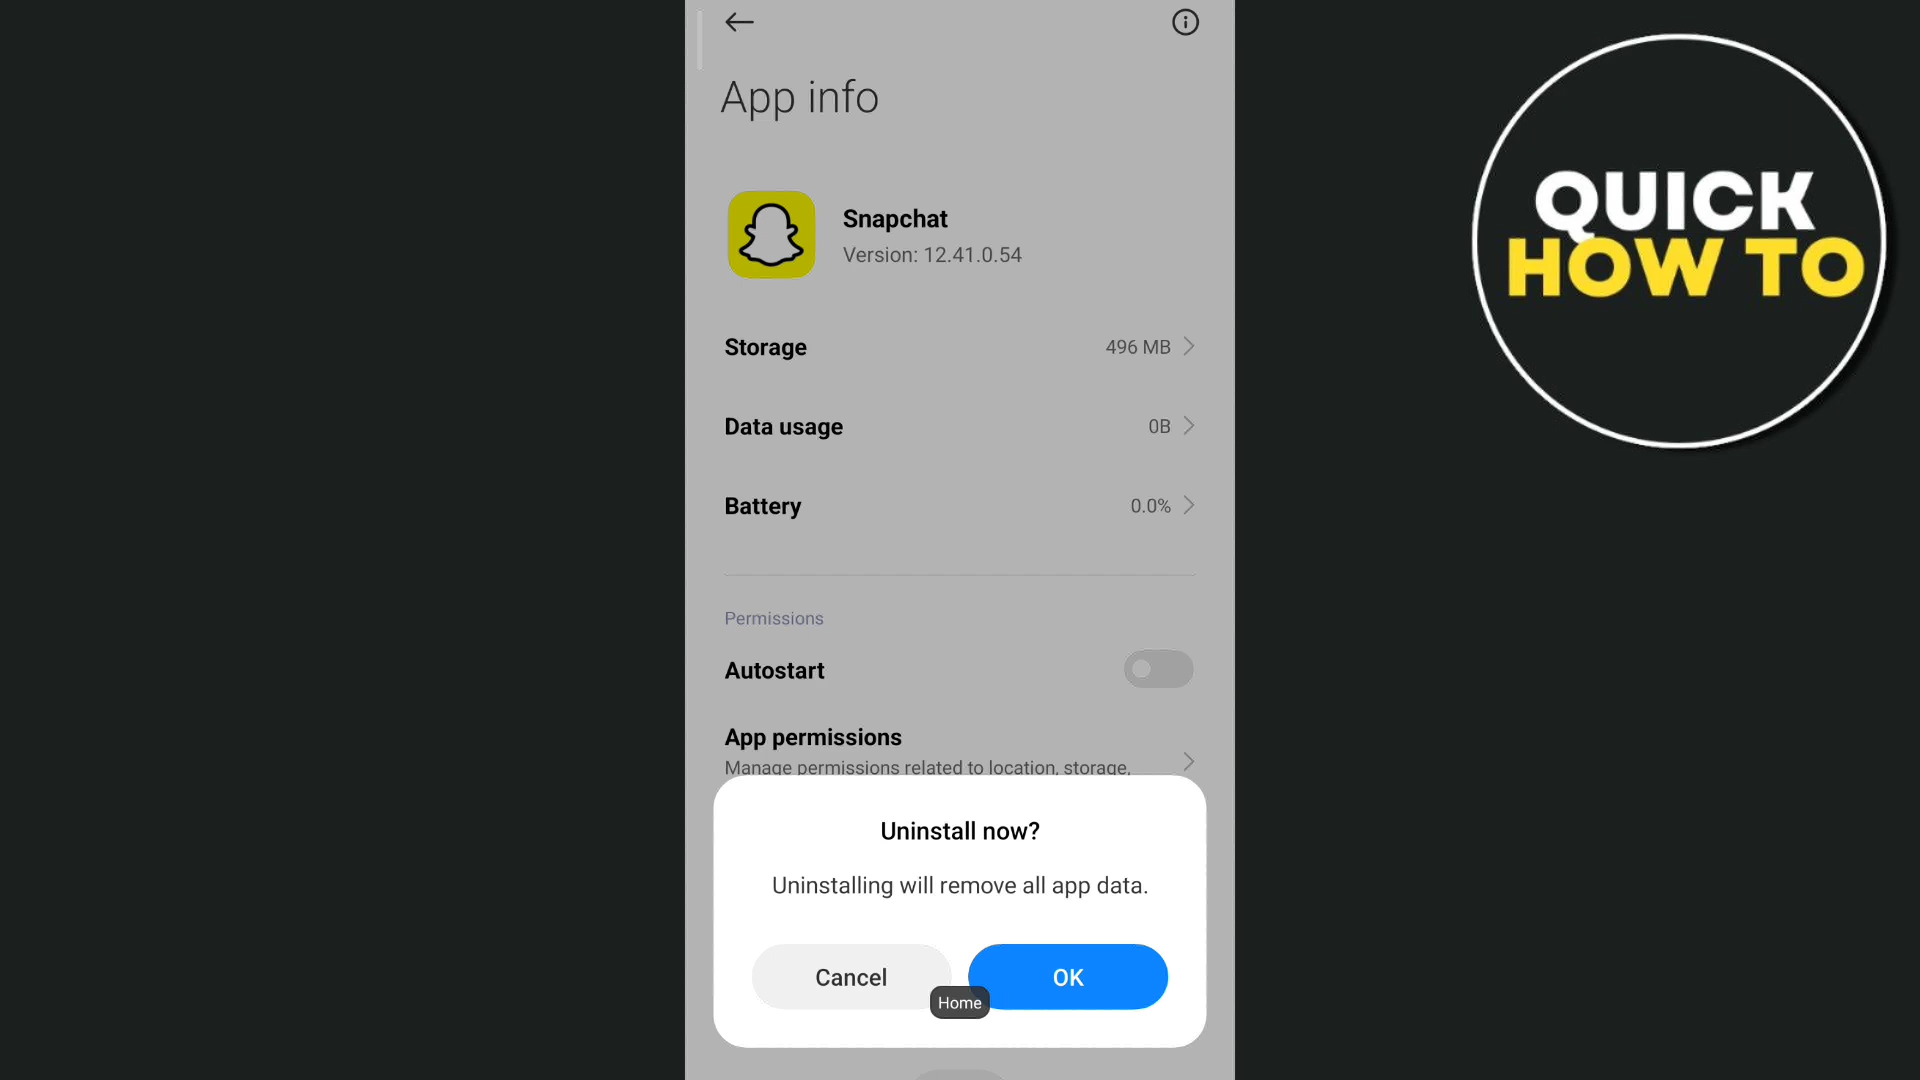 App info
Snapchat
Version: 12.41.0.54
Storage 496 MB
Data usage 0B
Battery 0.0%
Permissions
Autostart
App permissions
Manage permissions related to location, storage,
Uninstall now?
Uninstalling will remove all app data.
Cancel OK
Home
QUICK
HOW TO